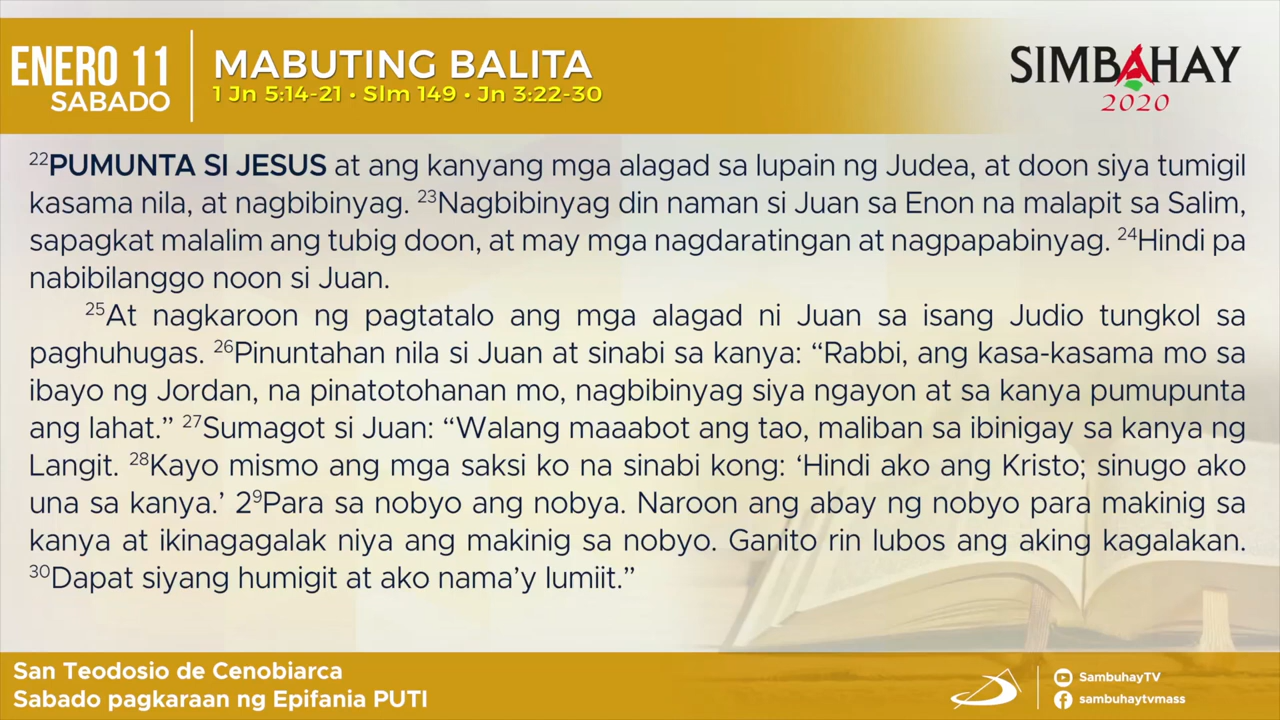 ENERO 11
SABADO
MABUTING BALITA
1 Jn 5:14-21 • Slm 149 • Jn 3:22-30
SIMBAHAY
2020
²²PUMUNTA SI JESUS at ang kanyang mga alagad sa lupain ng Judea, at doon siya tumigil
kasama nila, at nagbibinyag. ²³Nagbibinyag din naman si Juan sa Enon na malapit sa Salim,
sapagkat malalim ang tubig doon, at may mga nagdaratingan at nagpapabinyag. ²⁴Hindi pa
nabibilanggo noon si Juan.
²⁵At nagkaroon ng pagtatalo ang mga alagad ni Juan sa isang Judio tungkol sa
paghuhugas. ²⁶Pinuntahan nila si Juan at sinabi sa kanya: “Rabbi, ang kasa-kasama mo sa
ibayo ng Jordan, na pinatotohanan mo, nagbibinyag siya ngayon at sa kanya pumupunta
ang lahat.” ²⁷Sumagot si Juan: “Walang maaabot ang tao, maliban sa ibinigay sa kanya ng
Langit. ²⁸Kayo mismo ang mga saksi ko na sinabi kong: ‘Hindi ako ang Kristo; sinugo ako
una sa kanya.’ 2⁹Para sa nobyo ang nobya. Naroon ang abay ng nobyo para makinig sa
kanya at ikinagagalak niya ang makinig sa nobyo. Ganito rin lubos ang aking kagalakan.
³⁰Dapat siyang humigit at ako nama’y lumiit.”
San Teodosio de Cenobiarca
Sabado pagkaraan ng Epifania PUTI
SambuhayTV
sambuhaytvmass